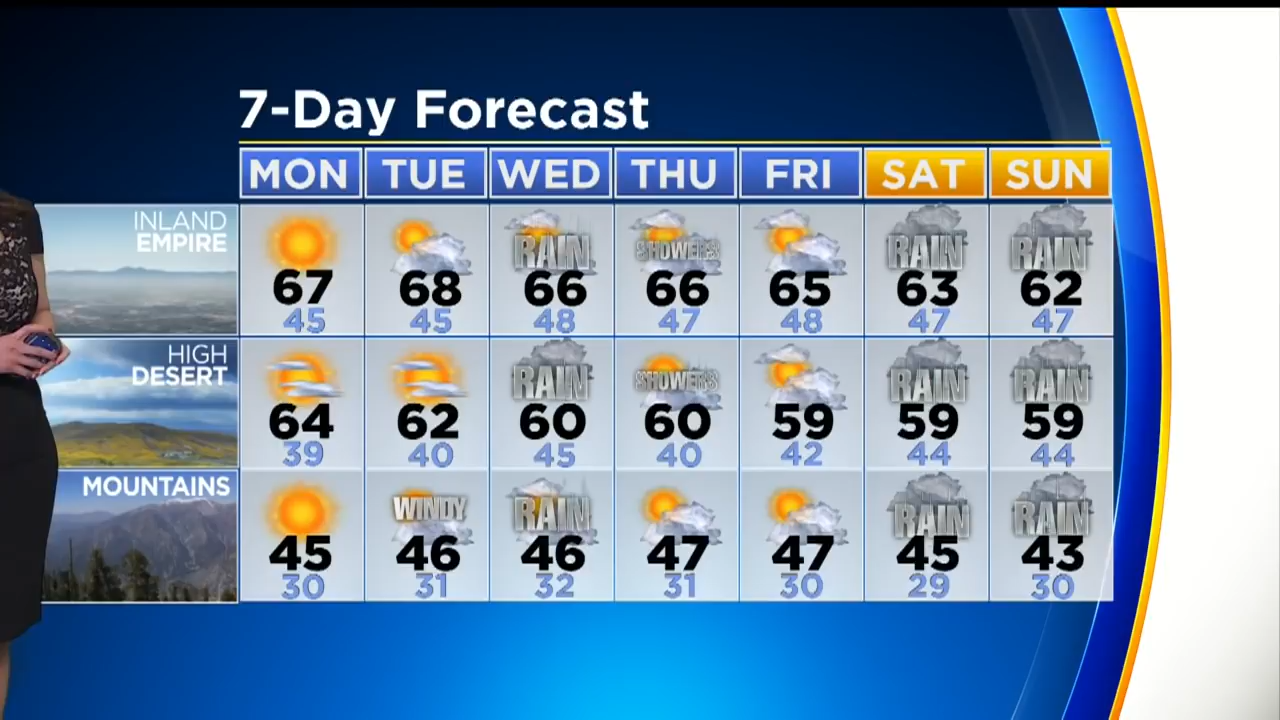 7-Day Forecast
MON TUE WED THU FRI SAT SUN
INLAND
EMPIRE
RAIN SHOWERS RAIN RAIN
67 68 66 66 65 63 62
45 45 48 47 48 47 47
HIGH
DESERT
RAIN SHOWERS RAIN RAIN
64 62 60 60 59 59 59
39 40 45 40 42 44 44
MOUNTAINS
WINDY RAIN RAIN RAIN
45 46 46 47 47 45 43
30 31 32 31 30 29 30